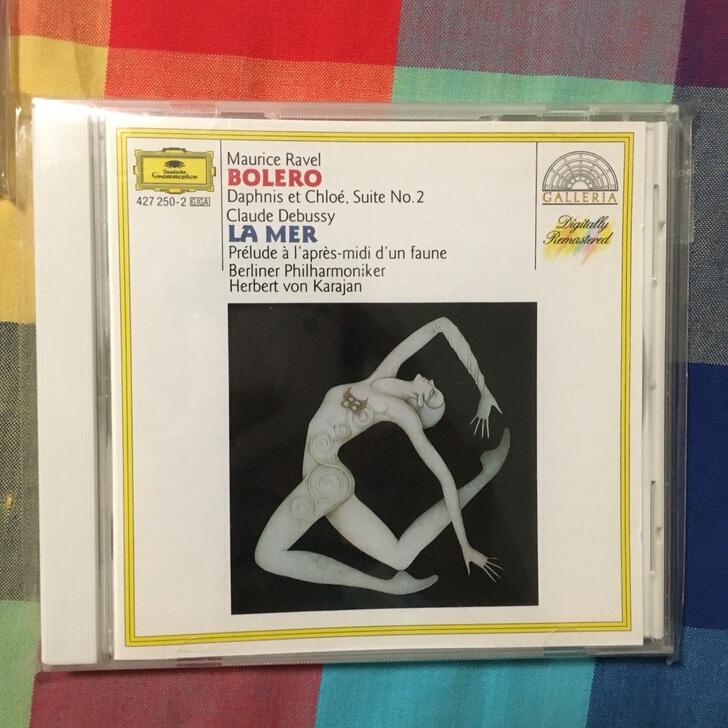 Deutsche
Grammophon
427 250-2 GGA
Maurice Ravel
BOLERO
Daphnis et Chloé, Suite No. 2
Claude Debussy
LA MER
Prélude à l'après-midi d'un faune
Berliner Philharmoniker
Herbert von Karajan
GALLERIA
Digitally
Remastered